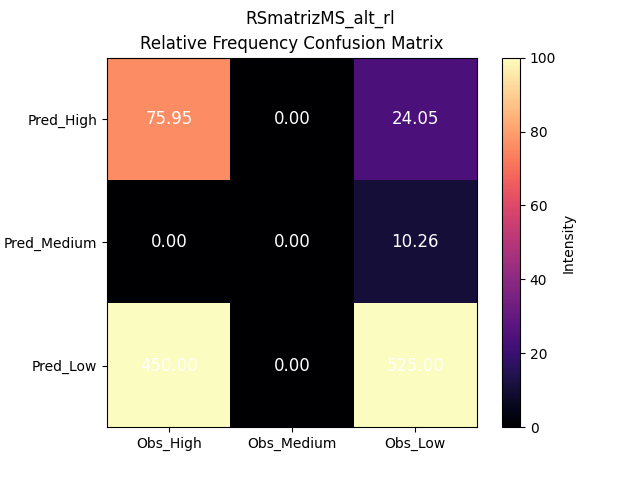 RSmatrizMS_alt_rl
Relative Frequency Confusion Matrix
Pred_High 75.95 0.00 24.05
Pred_Medium 0.00 0.00 10.26
Pred_Low 450.00 0.00 525.00
Obs_High Obs_Medium Obs_Low
100
80
60
40
20
0
Intensity